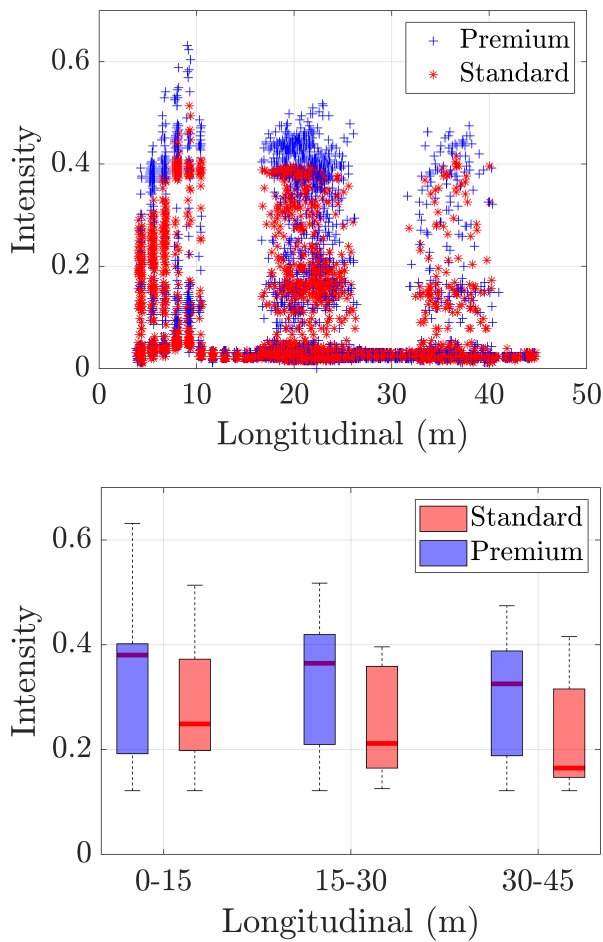 Premium
Standard
0.6
0.4
0.2
0
Intensity
0 10 20 30 40 50
Longitudinal (m)
Standard
Premium
0.6
0.4
0.2
0
Intensity
0-15 15-30 30-45
Longitudinal (m)